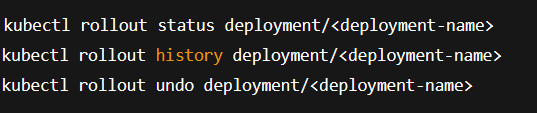 kubectl rollout status deployment/<deployment-name>
kubectl rollout history deployment/<deployment-name>
kubectl rollout undo deployment/<deployment-name>